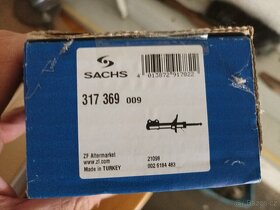 SACHS
4 013872 917822
317 369 009
ZF Aftermarket
www.zf.com
Made in TURKEY
21098
002 6184 483